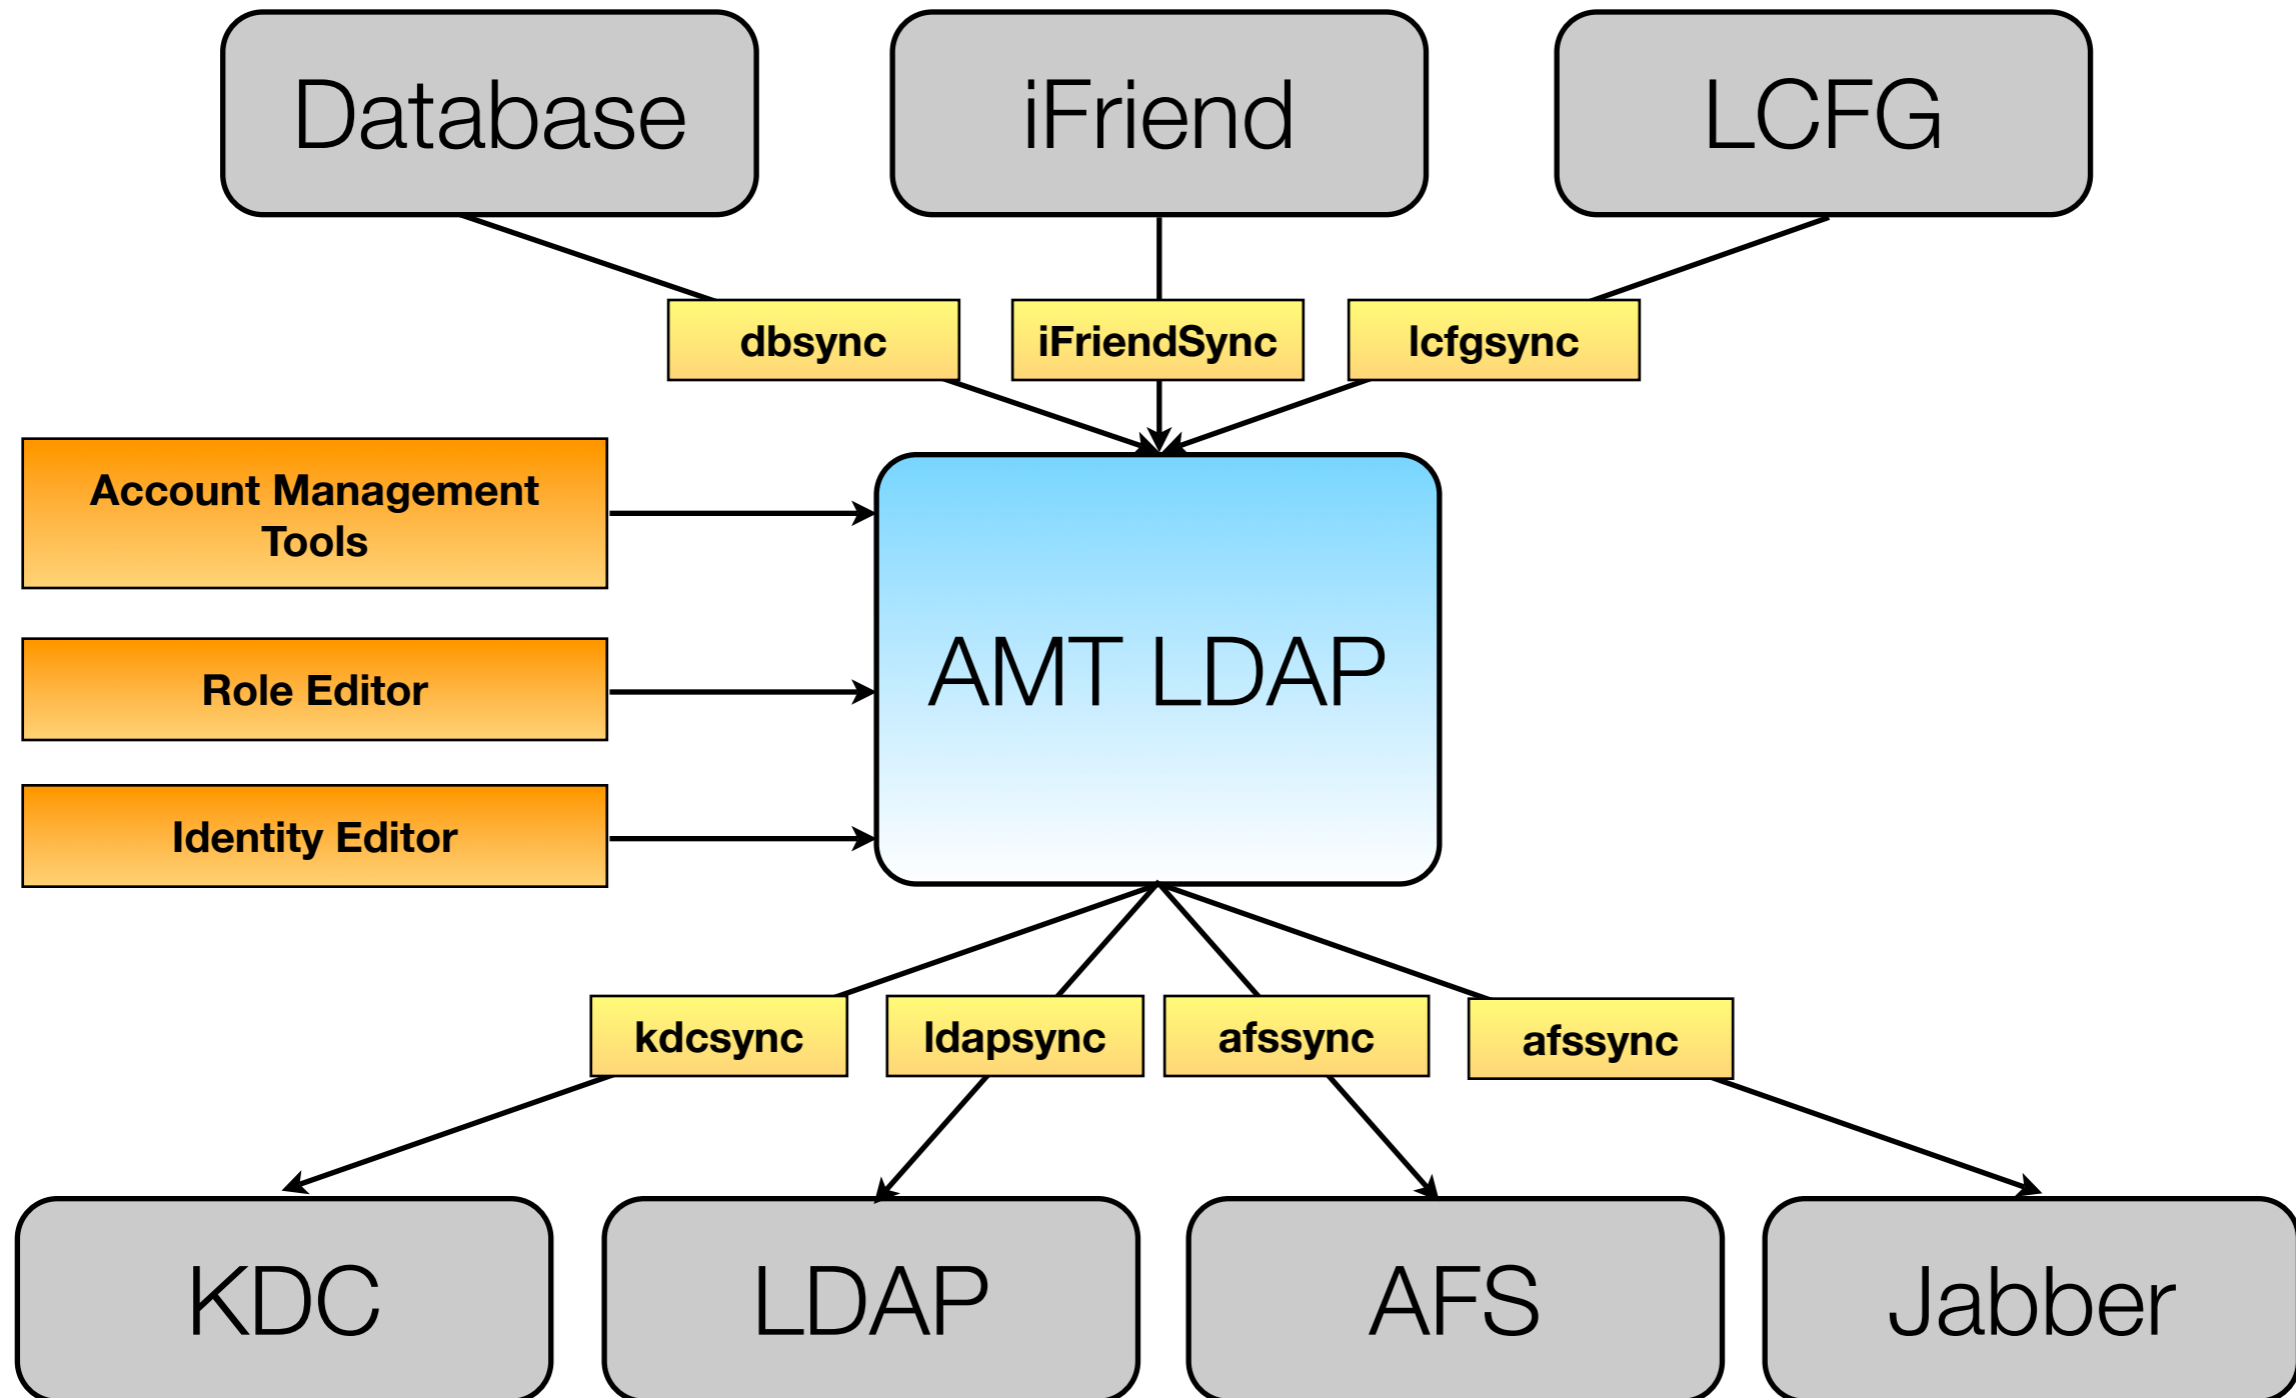 Database
iFriend
LCFG
dbsync
iFriendSync
lcfgsync
Account Management
Tools
Role Editor
Identity Editor
AMT LDAP
kdcsync
ldapsync
afssync
afssync
KDC
LDAP
AFS
Jabber